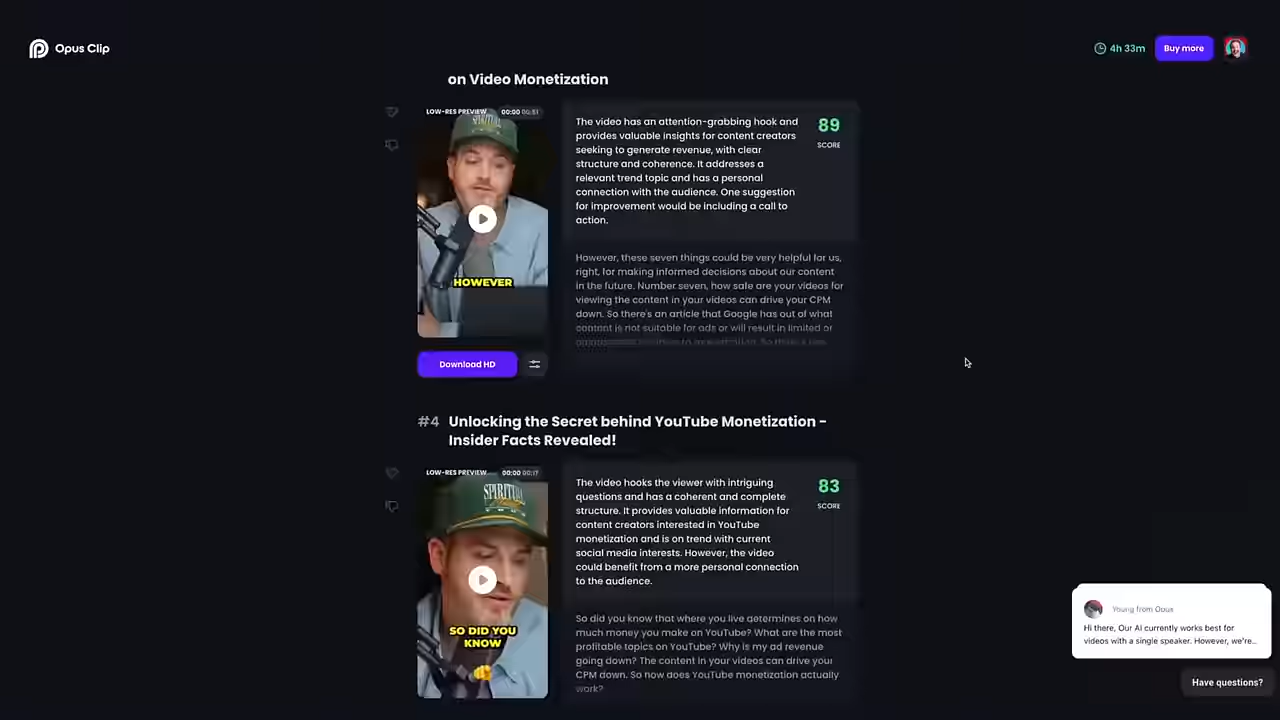 Opus Clip
4h 33m
Buy more
on Video Monetization
LOW-RES PREVIEW 00:00 00:51
SPIRITUAL
HOWEVER
Download HD
The video has an attention-grabbing hook and
provides valuable insights for content creators
seeking to generate revenue, with clear
structure and coherence. It addresses a
relevant trend topic and has a personal
connection with the audience. One suggestion
for improvement would be including a call to
action.
89
SCORE
However, these seven things could be very helpful for us,
right, for making informed decisions about our content
in the future. Number seven, how safe are your videos for
viewing the content in your videos can drive your CPM
down. So there's an article that Google has out of what
content is not suitable for ads or will result in limited or
#4 Unlocking the Secret behind YouTube Monetization -
Insider Facts Revealed!
LOW-RES PREVIEW 00:00 00:17
SPIRITUAL
SO DID YOU
KNOW
The video hooks the viewer with intriguing
questions and has a coherent and complete
structure. It provides valuable information for
content creators interested in YouTube
monetization and is on trend with current
social media interests. However, the video
could benefit from a more personal connection
to the audience.
83
SCORE
So did you know that where you live determines on how
much money you make on YouTube? What are the most
profitable topics on YouTube? Why is my ad revenue
going down? The content in your videos can drive your
CPM down. So how does YouTube monetization actually
work?
Young from Opus
Hi there, Our AI currently works best for
videos with a single speaker. However, we're...
Have questions?